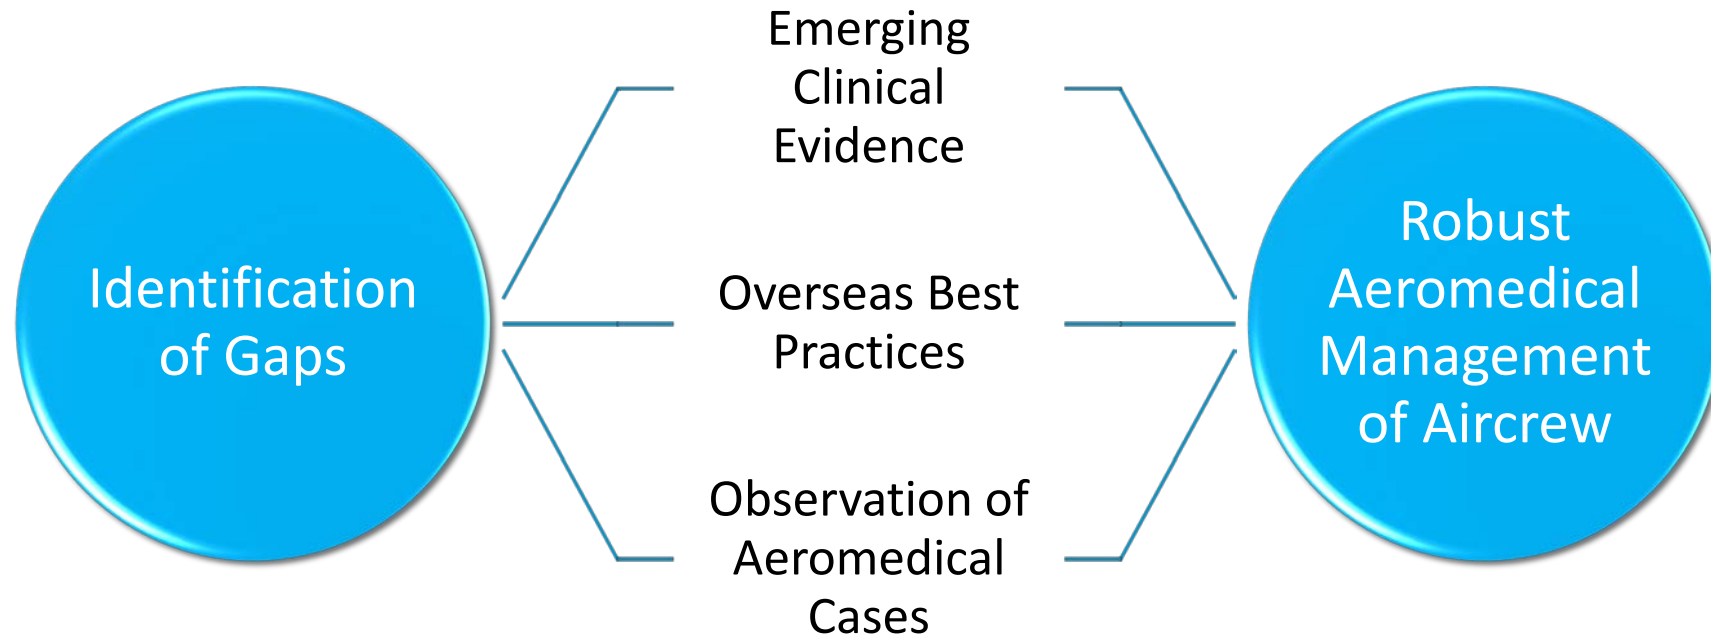 Identification
of Gaps
Emerging
Clinical
Evidence
Overseas Best
Practices
Observation of
Aeromedical
Cases
Robust
Aeromedical
Management
of Aircrew